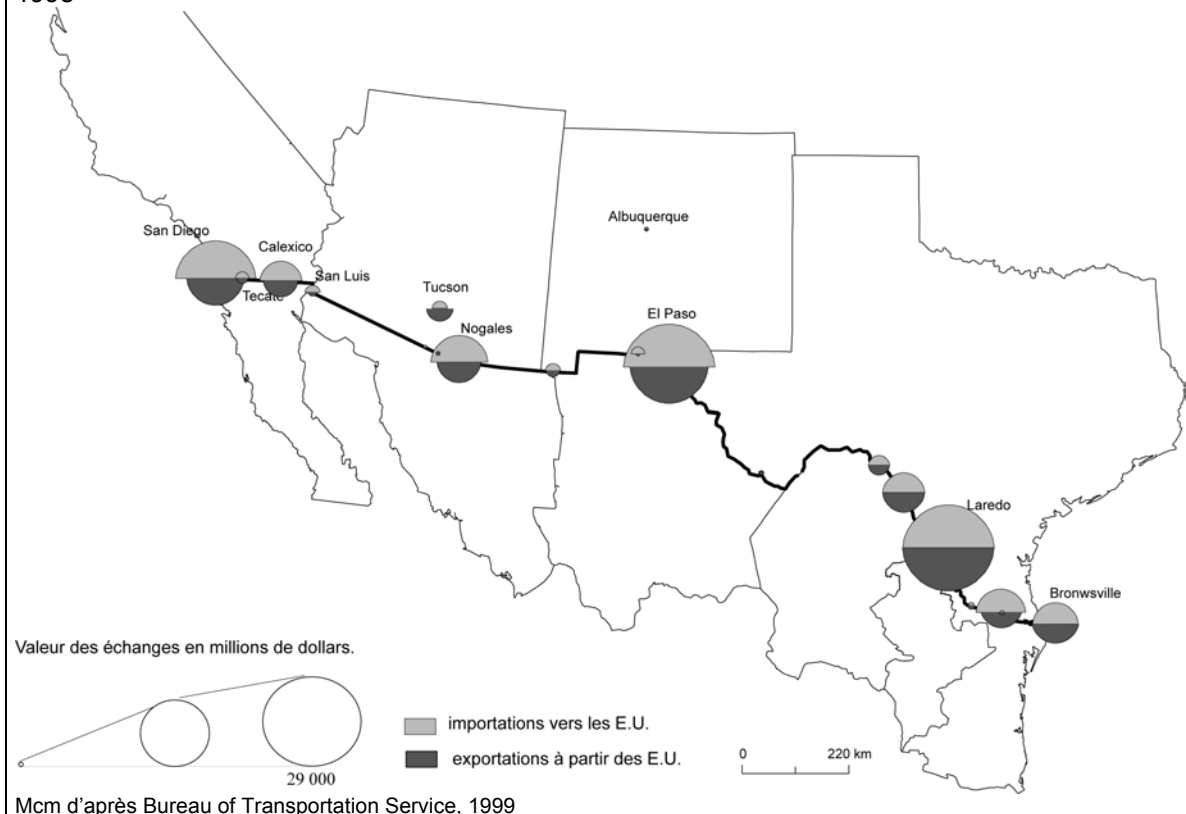 San Diego
Calexico
San Luis
Tecate
Tucson
Nogales
Albuquerque
El Paso
Laredo
Bronwsville
Valeur des échanges en millions de dollars.
29 000
importations vers les E.U.
exportations à partir des E.U.
0 220 km
Mcm d'après Bureau of Transportation Service, 1999